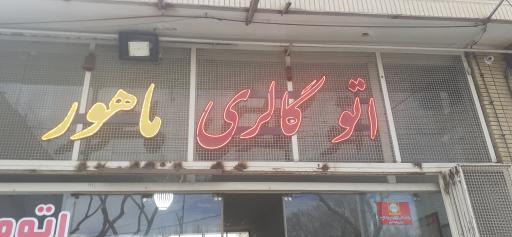 اتو گالری ماهور